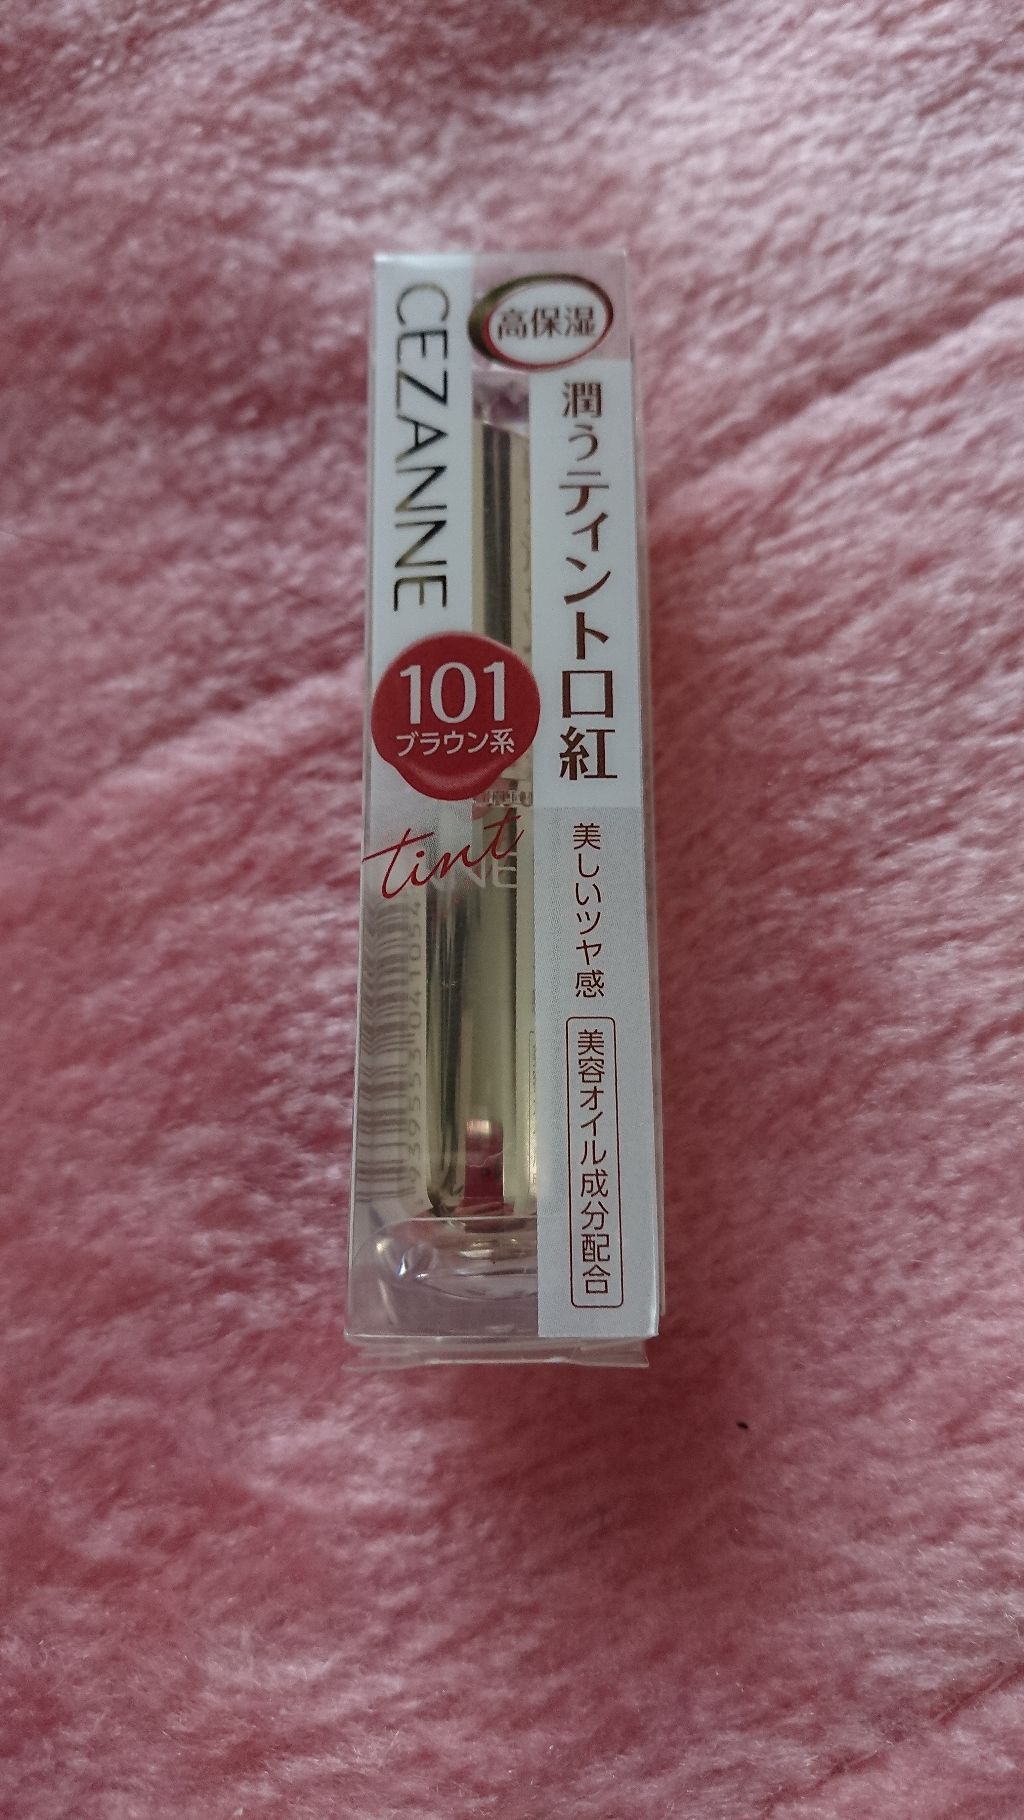 CEZANNE
高保湿
潤うティント口紅
101
ブラウン系
tint
美しいツヤ感
美容オイル成分配合